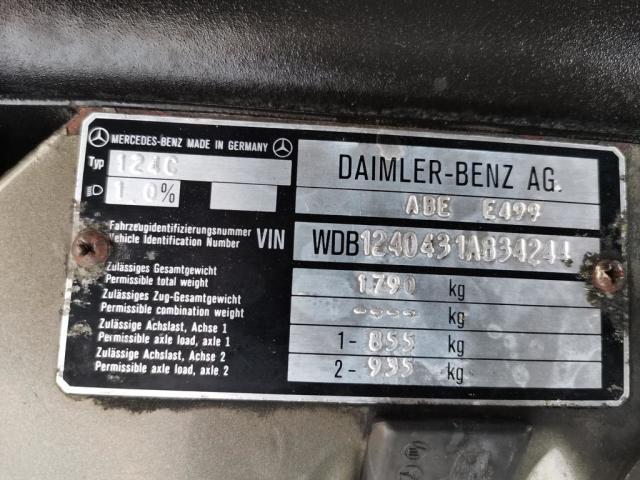 MERCEDES-BENZ MADE IN GERMANY
Typ 124C
1.0%
DAIMLER-BENZ AG.
ABE E499
Fahrzeugidentifizierungsnummer
Vehicle Identification Number VIN WDB1240431A834244
Zulässiges Gesamtgewicht
Permissible total weight 1790 kg
Zulässiges Zug-Gesamtgewicht
Permissible combination weight ---- kg
Zulässige Achslast, Achse 1
Permissible axle load, axle 1 1- 855 kg
Zulässige Achslast, Achse 2
Permissible axle load, axle 2 2- 935 kg